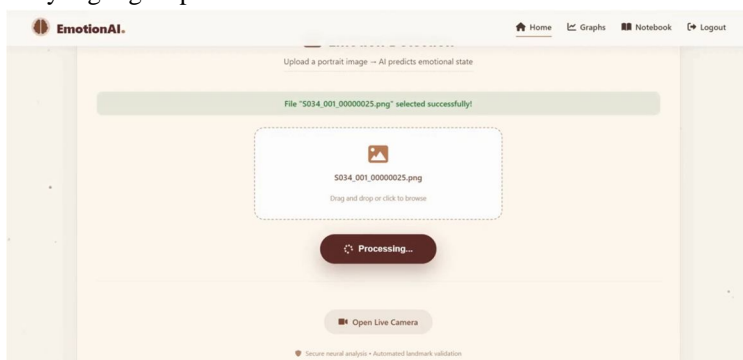 EmotionAI.
Home Graphs Notebook Logout
Upload a portrait image → AI predicts emotional state
File "S034_001_00000025.png" selected successfully!
S034_001_00000025.png
Drag and drop or click to browse
Processing...
Open Live Camera
Secure neural analysis • Automated landmark validation